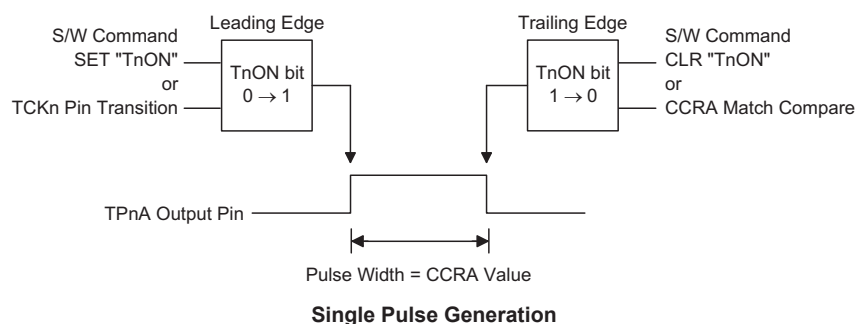 Leading Edge
S/W Command
SET "TnON"
or
TCKn Pin Transition
TnON bit
0 → 1
Trailing Edge
TnON bit
1 → 0
S/W Command
CLR "TnON"
or
CCRA Match Compare
TPnA Output Pin
Pulse Width = CCRA Value
Single Pulse Generation